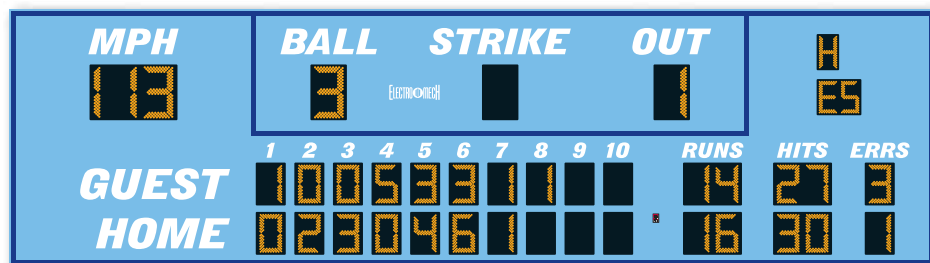 MPH BALL STRIKE OUT H
113 3 ELECTRO-MECH 1 E5
1 2 3 4 5 6 7 8 9 10 RUNS HITS ERRS
GUEST 1 0 0 5 3 3 1 1 14 27 3
HOME 0 2 3 0 4 6 1 16 30 1